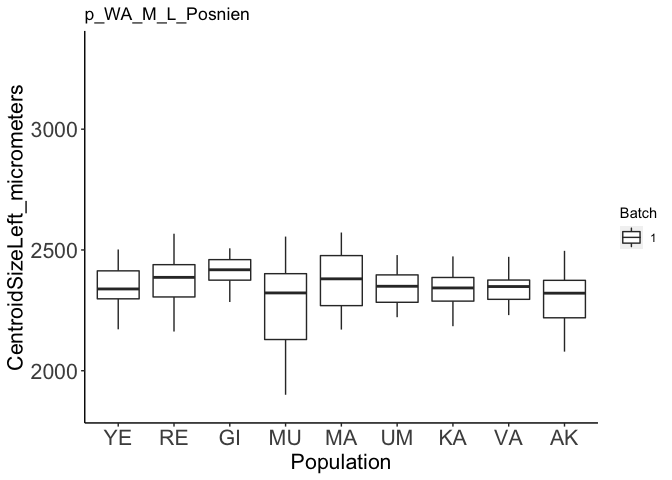 p_WA_M_L_Posnien
CentroidSizeLeft_micrometers
3000
2500
2000
YE RE GI MU MA UM KA VA AK
Population
Batch
1